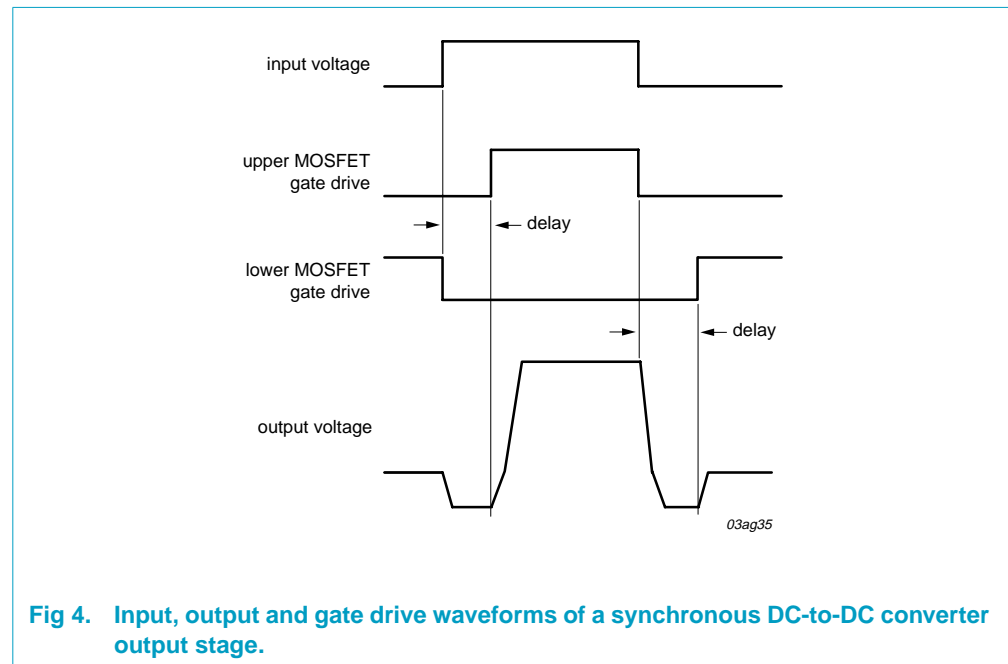 input voltage
upper MOSFET
gate drive
delay
lower MOSFET
gate drive
delay
output voltage
03ag35
Fig 4. Input, output and gate drive waveforms of a synchronous DC-to-DC converter
output stage.